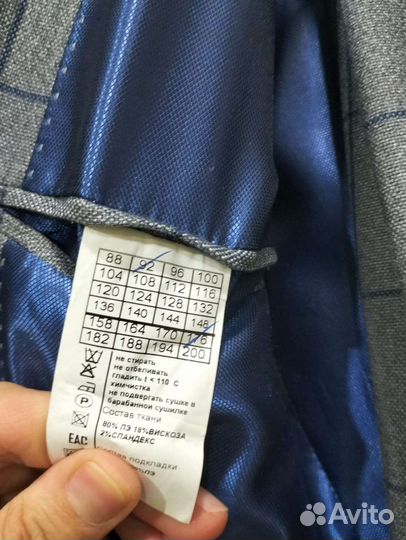 88 92 96 100
104 108 112 116
120 124 128 132
136 140 144 148
158 164 170 176
182 188 194 200
не стирать
не отбеливать
гладить t < 110 С
химчистка
не подвергать сушке в
барабанной сушилке
P
Состав ткани
80% ПЭ 18% ВИСКОЗА
2%СПАНДЕКС
EAC
подкладки
Avito